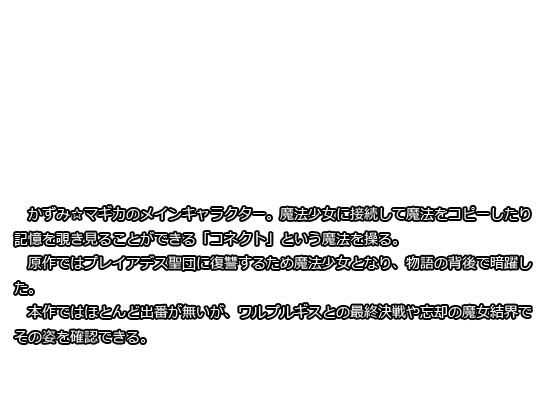 かずみ☆マギカのメインキャラクター。魔法少女に接続して魔法をコピーしたり
記憶を覗き見ることができる「コネクト」という魔法を操る。
　原作ではプレイアデス聖団に復讐するため魔法少女となり、物語の背後で暗躍し
た。
　本作ではほとんど出番が無いが、ワルプルギスとの最終決戦や忘却の魔女結界で
その姿を確認できる。